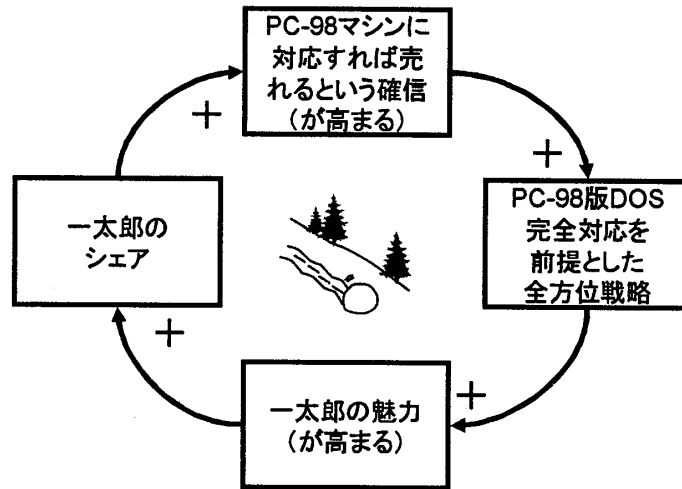 PC-98マシンに
対応すれば売
れるという確信
(が高まる)
+
+
PC-98版DOS
完全対応を
前提とした
全方位戦略
一太郎の
シェア
+
+
一太郎の魅力
(が高まる)